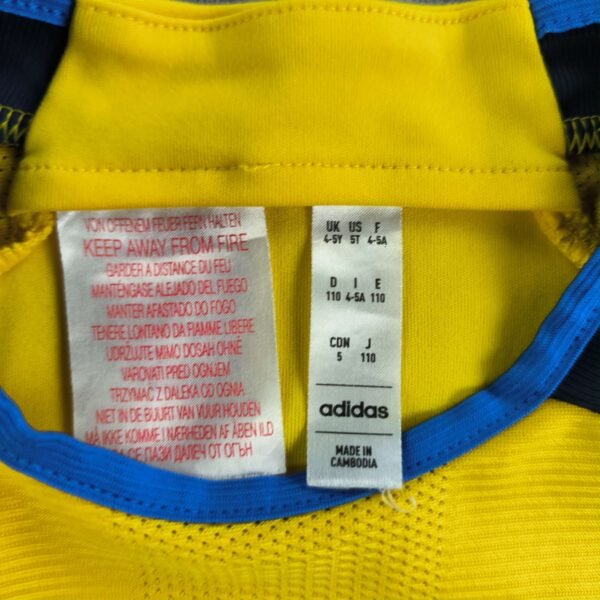 VON OFFENEM FEUER FERN HALTEN
KEEP AWAY FROM FIRE
GARDER A DISTANCE DU FEU
MANTÉNGASE ALEJADO DEL FUEGO
MANTER AFASTADO DO FOGO
TENERE LONTANO DA FIAMME LIBERE
UDRŽUJTE MIMO DOSAH OHNĚ
VAROVATI PRED OGNJEM
TRZYMAĆ Z DALEKA OD OGNIA
NIET IN DE BUURT VAN VUUR HOUDEN
MÅ IKKE KOMME I NÆRHEDEN AF ÅBEN ILD
ДА СЕ ПАЗИ ДАЛЕЧ ОТ ОГЪН
UK US F
4-5Y 5T 4-5A
D I E
110 4-5A 110
CDN J
5 110
adidas
MADE IN
CAMBODIA